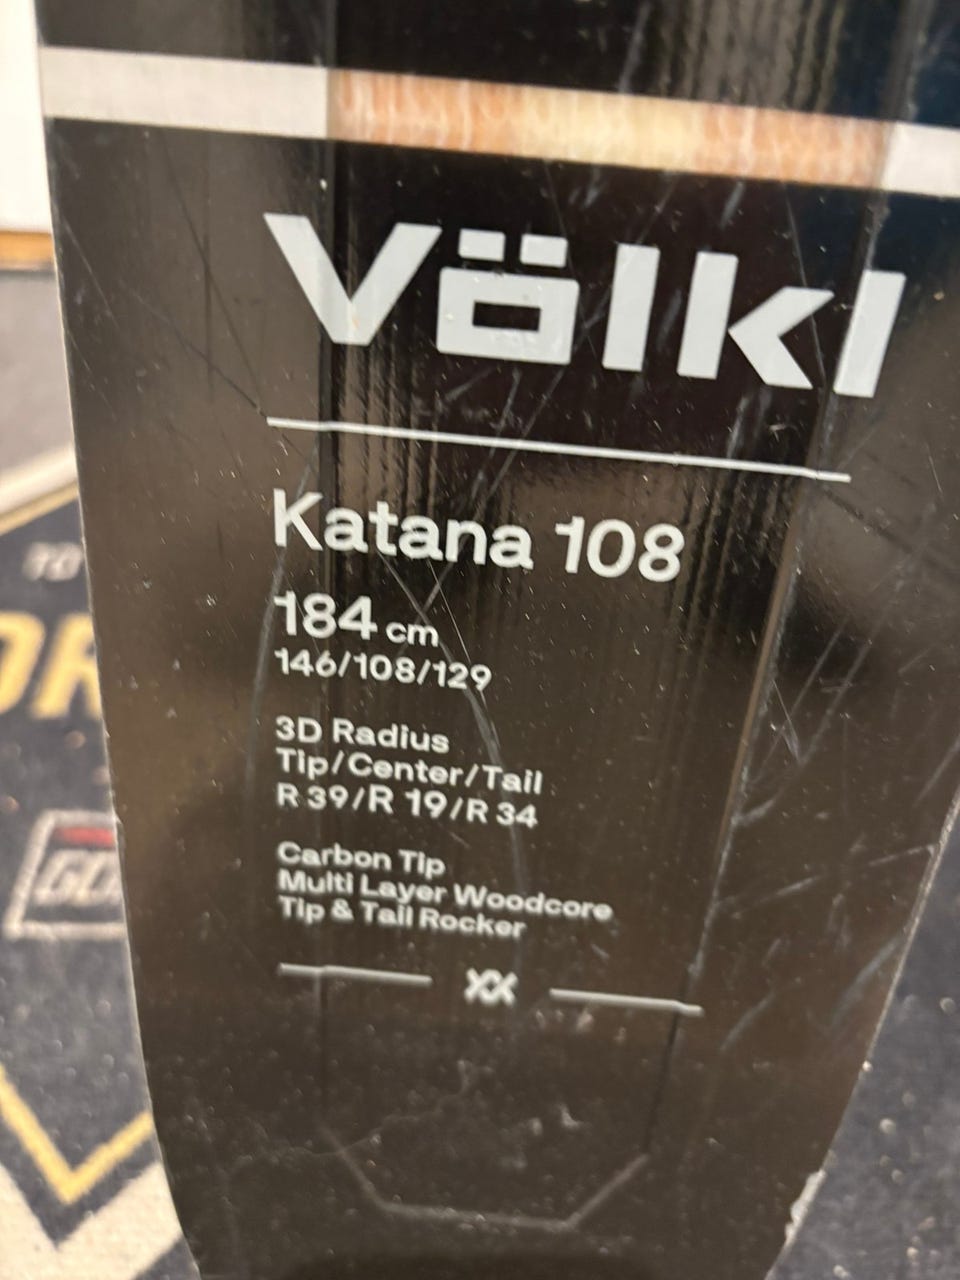 völkl
Katana 108
184 cm
146/108/129
3D Radius
Tip/Center/Tail
R 39/R 19/R 34
Carbon Tip
Multi Layer Woodcore
Tip & Tail Rocker